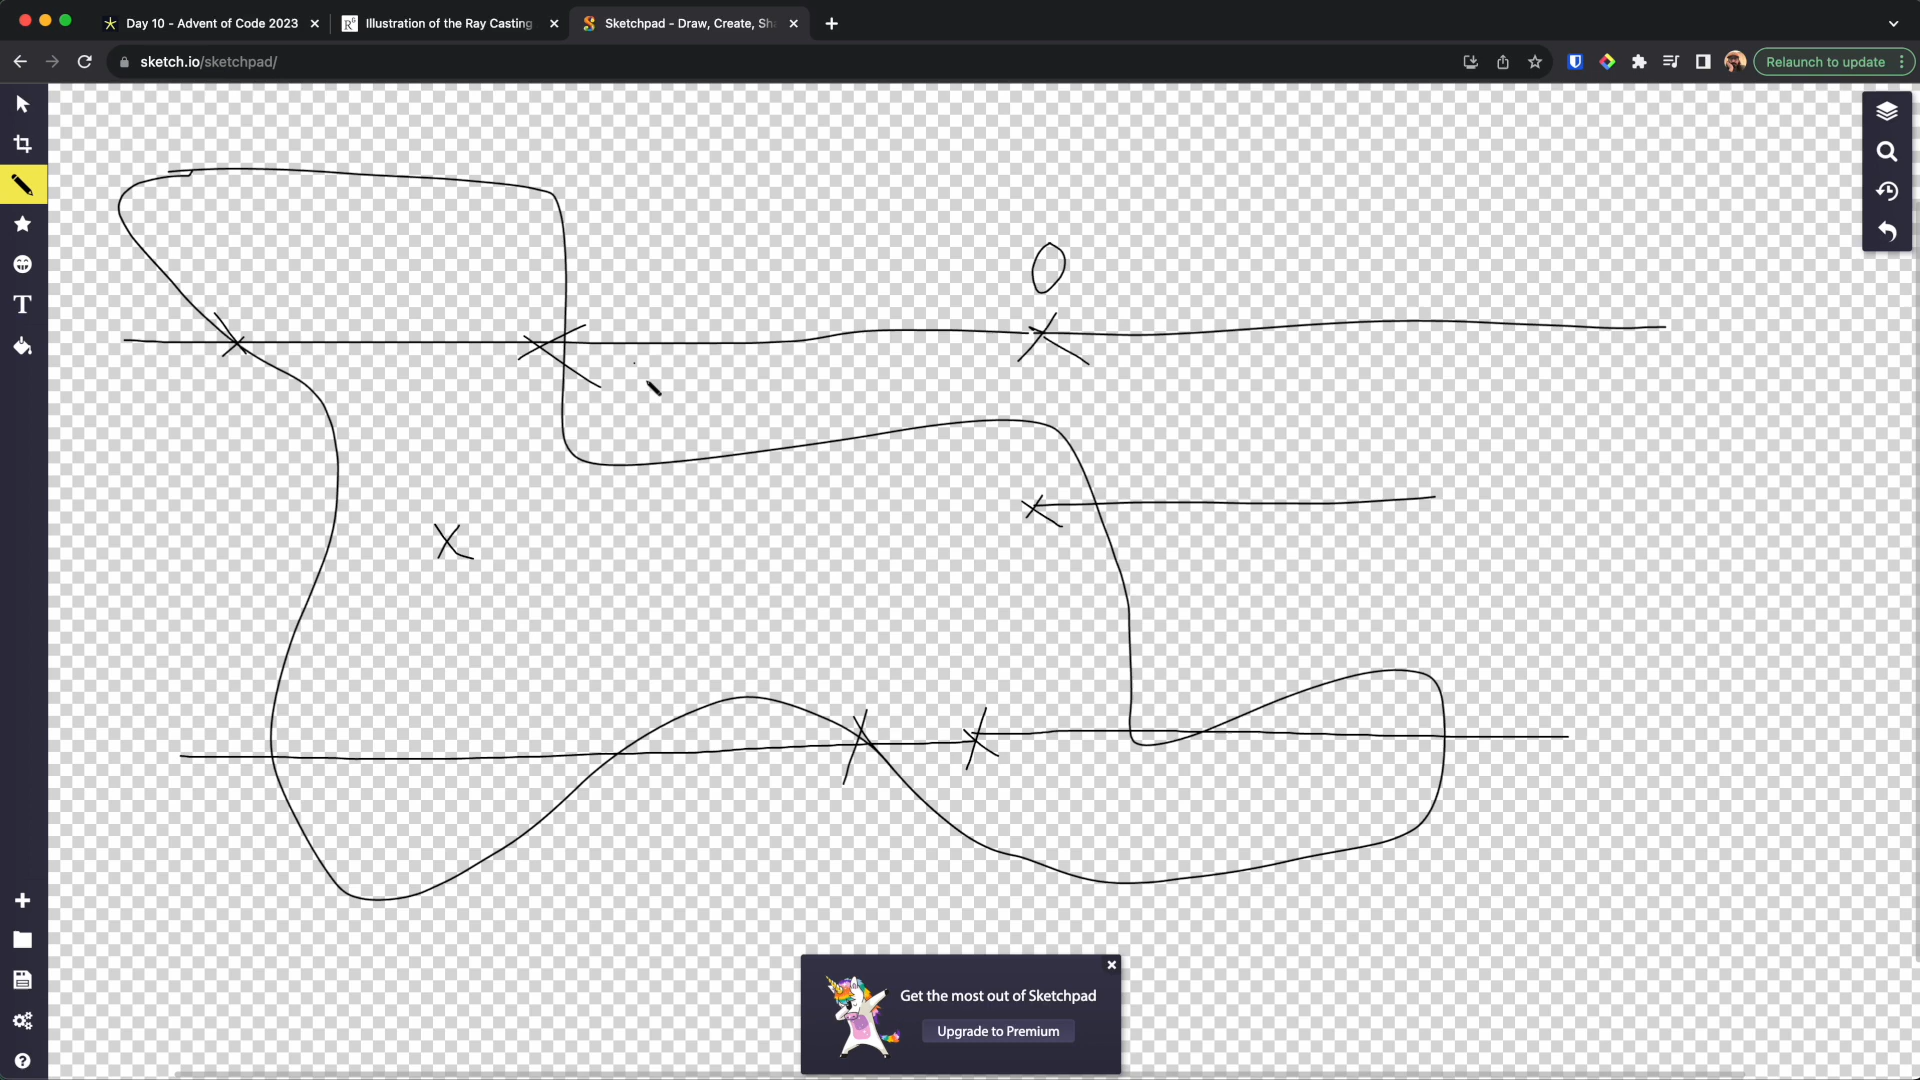 Day 10 - Advent of Code 2023
Illustration of the Ray Casting
Sketchpad - Draw, Create, Sh
sketch.io/sketchpad/
Relaunch to update
T
0
X
Get the most out of Sketchpad
Upgrade to Premium